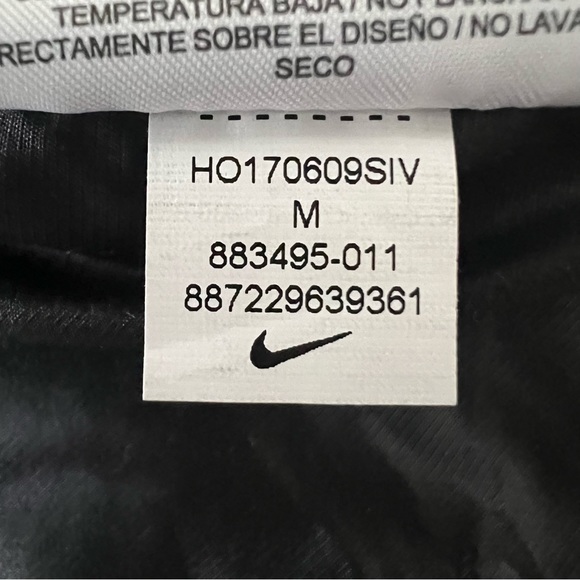 TEMPERATURA BAJA / NO
RECTAMENTE SOBRE EL DISEÑO / NO LAVA
SECO
HO170609SIV
M
883495-011
887229639361